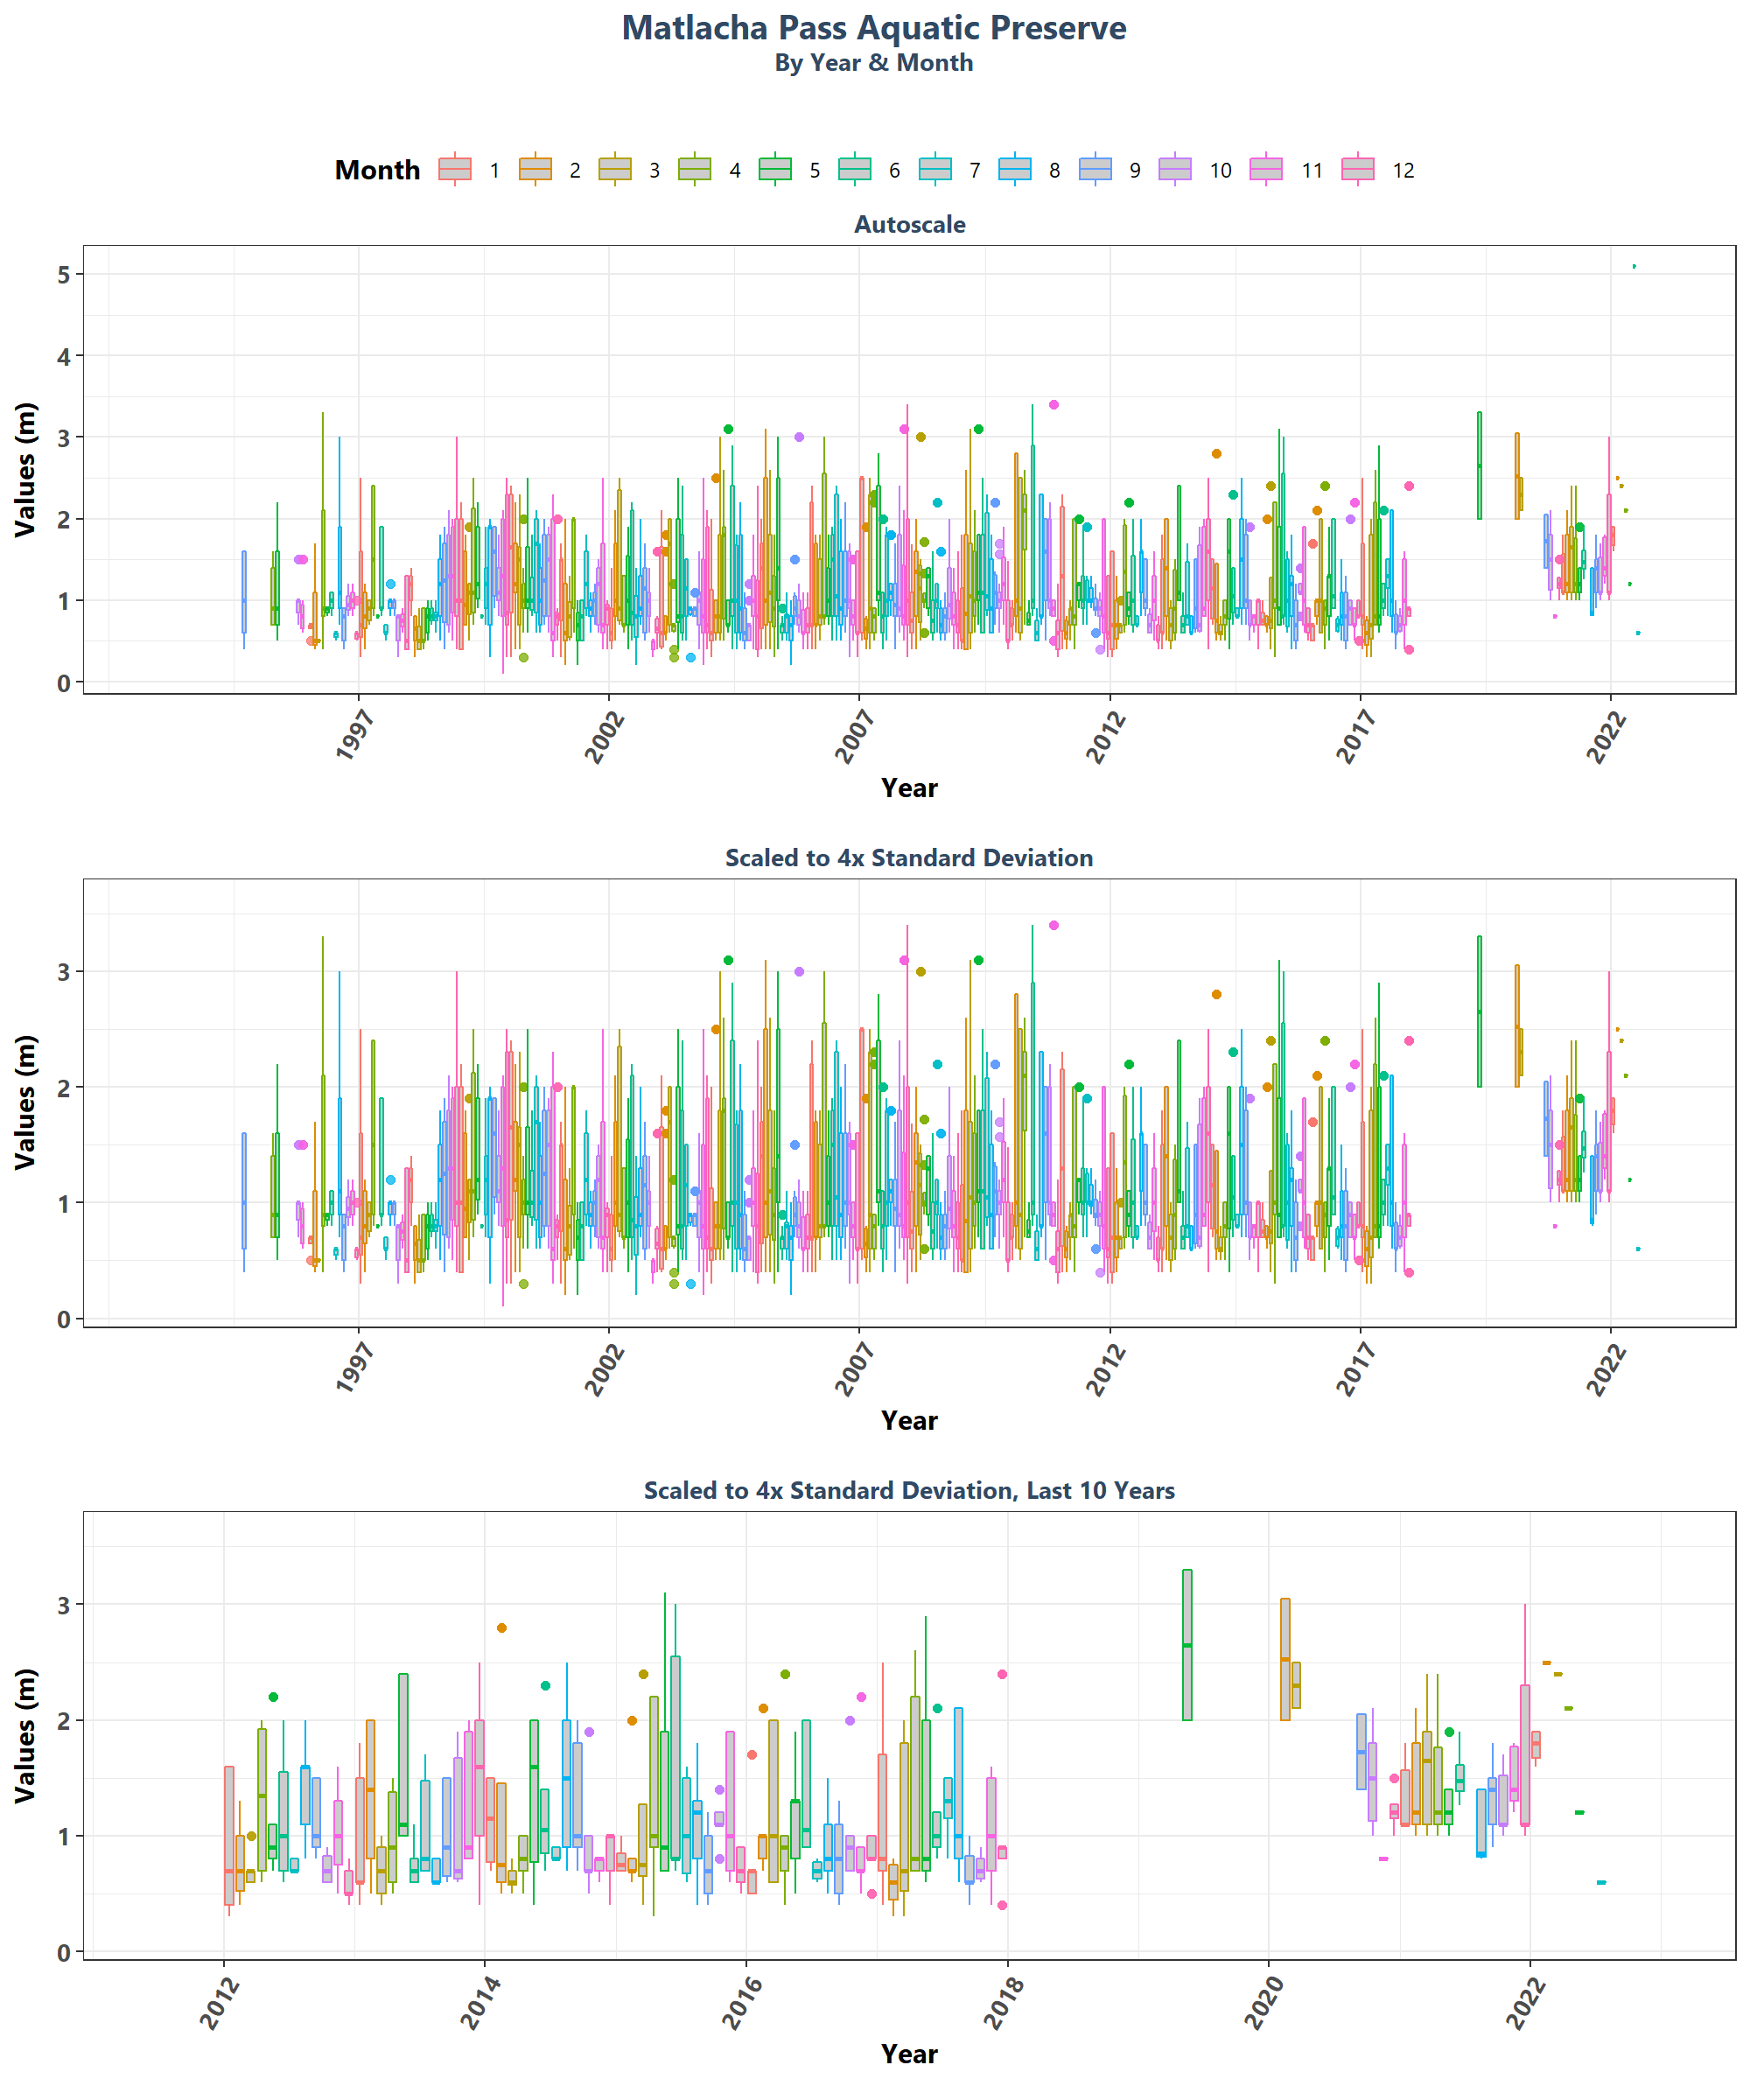 Matlacha Pass Aquatic Preserve
By Year & Month
Month 1 2 3 4 5 6 7 8 9 10 11 12
Autoscale
Values (m)
5
4
3
2
1
0
1997 2002 2007 2012 2017 2022
Year
Scaled to 4x Standard Deviation
Values (m)
3
2
1
0
1997 2002 2007 2012 2017 2022
Year
Scaled to 4x Standard Deviation, Last 10 Years
Values (m)
3
2
1
0
2012 2014 2016 2018 2020 2022
Year